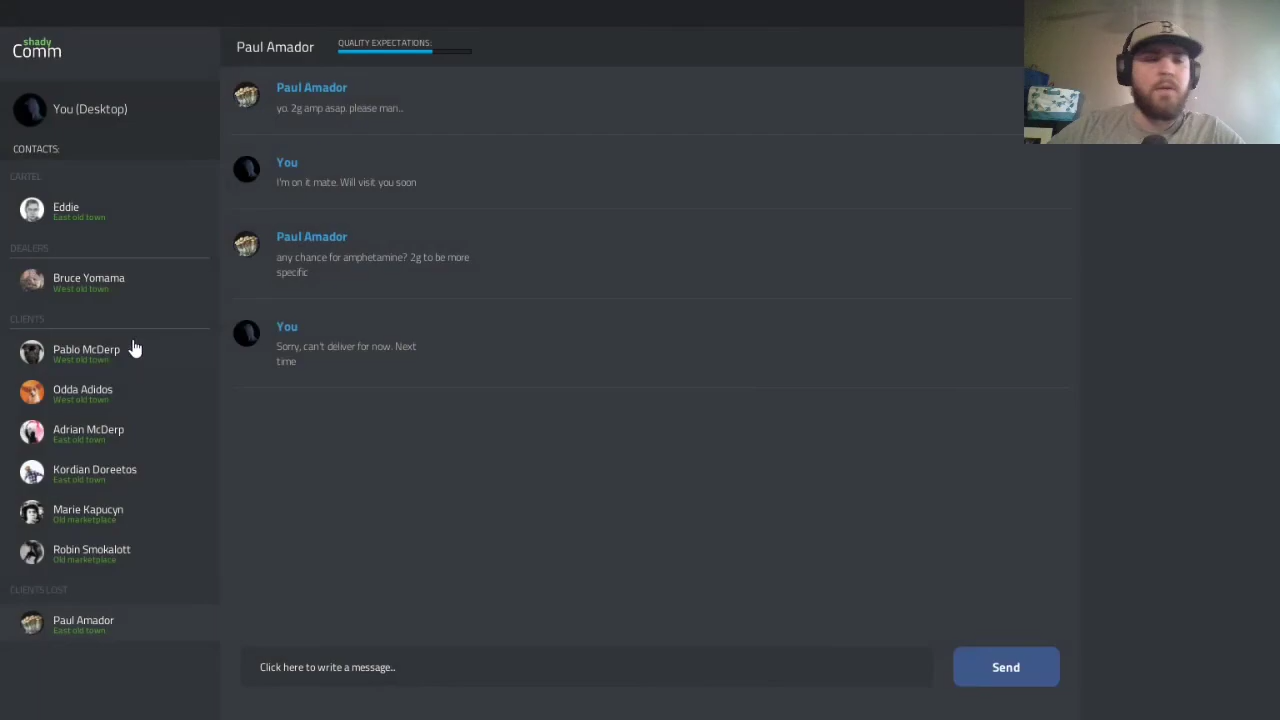 shady
Comm
You (Desktop)
CONTACTS:
CARTEL
Eddie
East old town
DEALERS
Bruce Yomama
West old town
CLIENTS
Pablo McDerp
West old town
Odda Adidos
West old town
Adrian McDerp
East old town
Kordian Doreetos
East old town
Marie Kapucyn
Old marketplace
Robin Smokalott
Old marketplace
CLIENTS LOST
Paul Amador
East old town
Paul Amador
QUALITY EXPECTATIONS:
Paul Amador
yo. 2g amp asap. please man..
You
I'm on it mate. Will visit you soon
Paul Amador
any chance for amphetamine? 2g to be more
specific
You
Sorry, can't deliver for now. Next
time
Click here to write a message..
Send